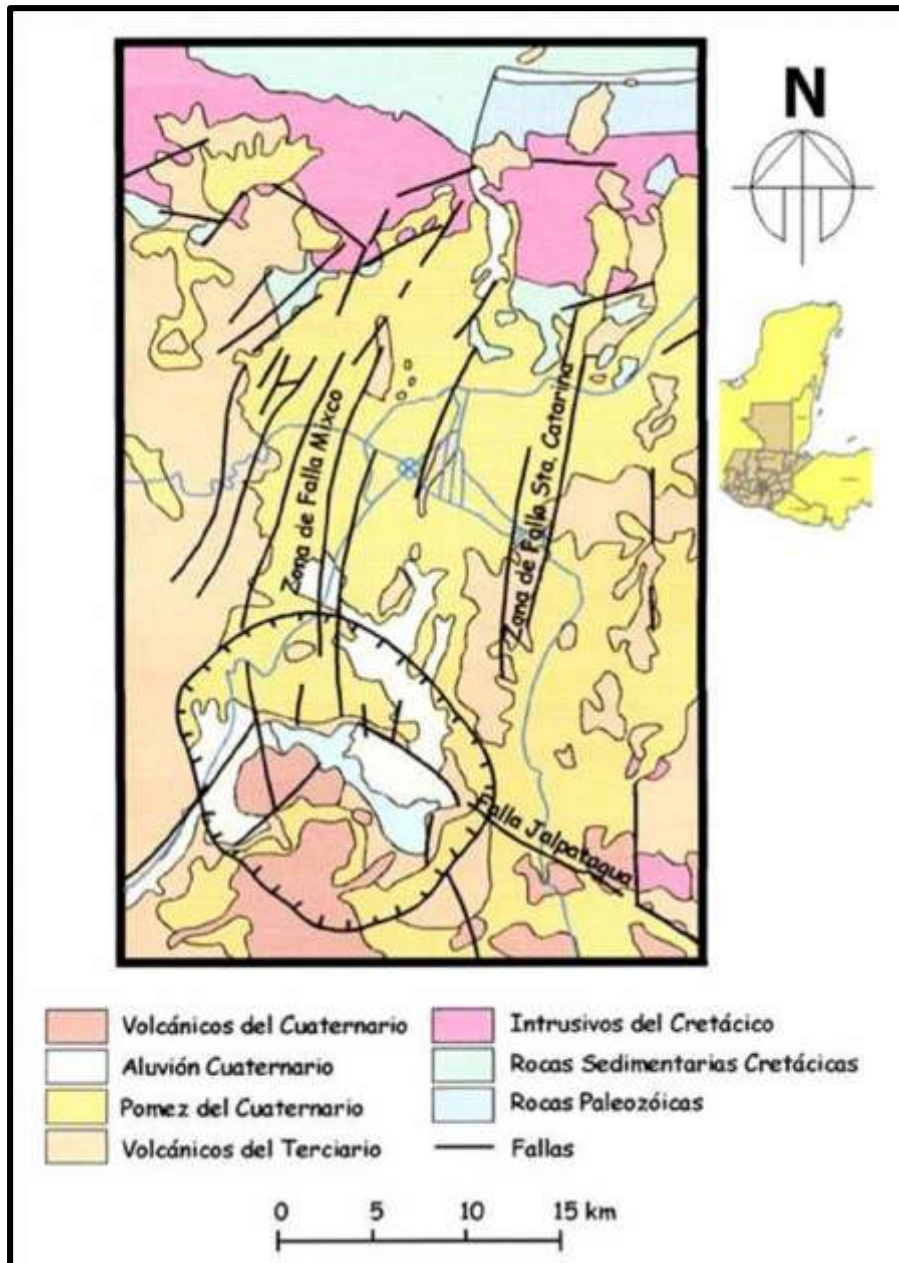 N
Zona de Falla Mixco
Zona de Falla Sta. Catarina
Falla Jalpatagua
Volcánicos del Cuaternario
Aluvión Cuaternario
Pomez del Cuaternario
Volcánicos del Terciario
Intrusivos del Cretácico
Rocas Sedimentarias Cretácicas
Rocas Paleozóicas
Fallas
0 5 10 15 km